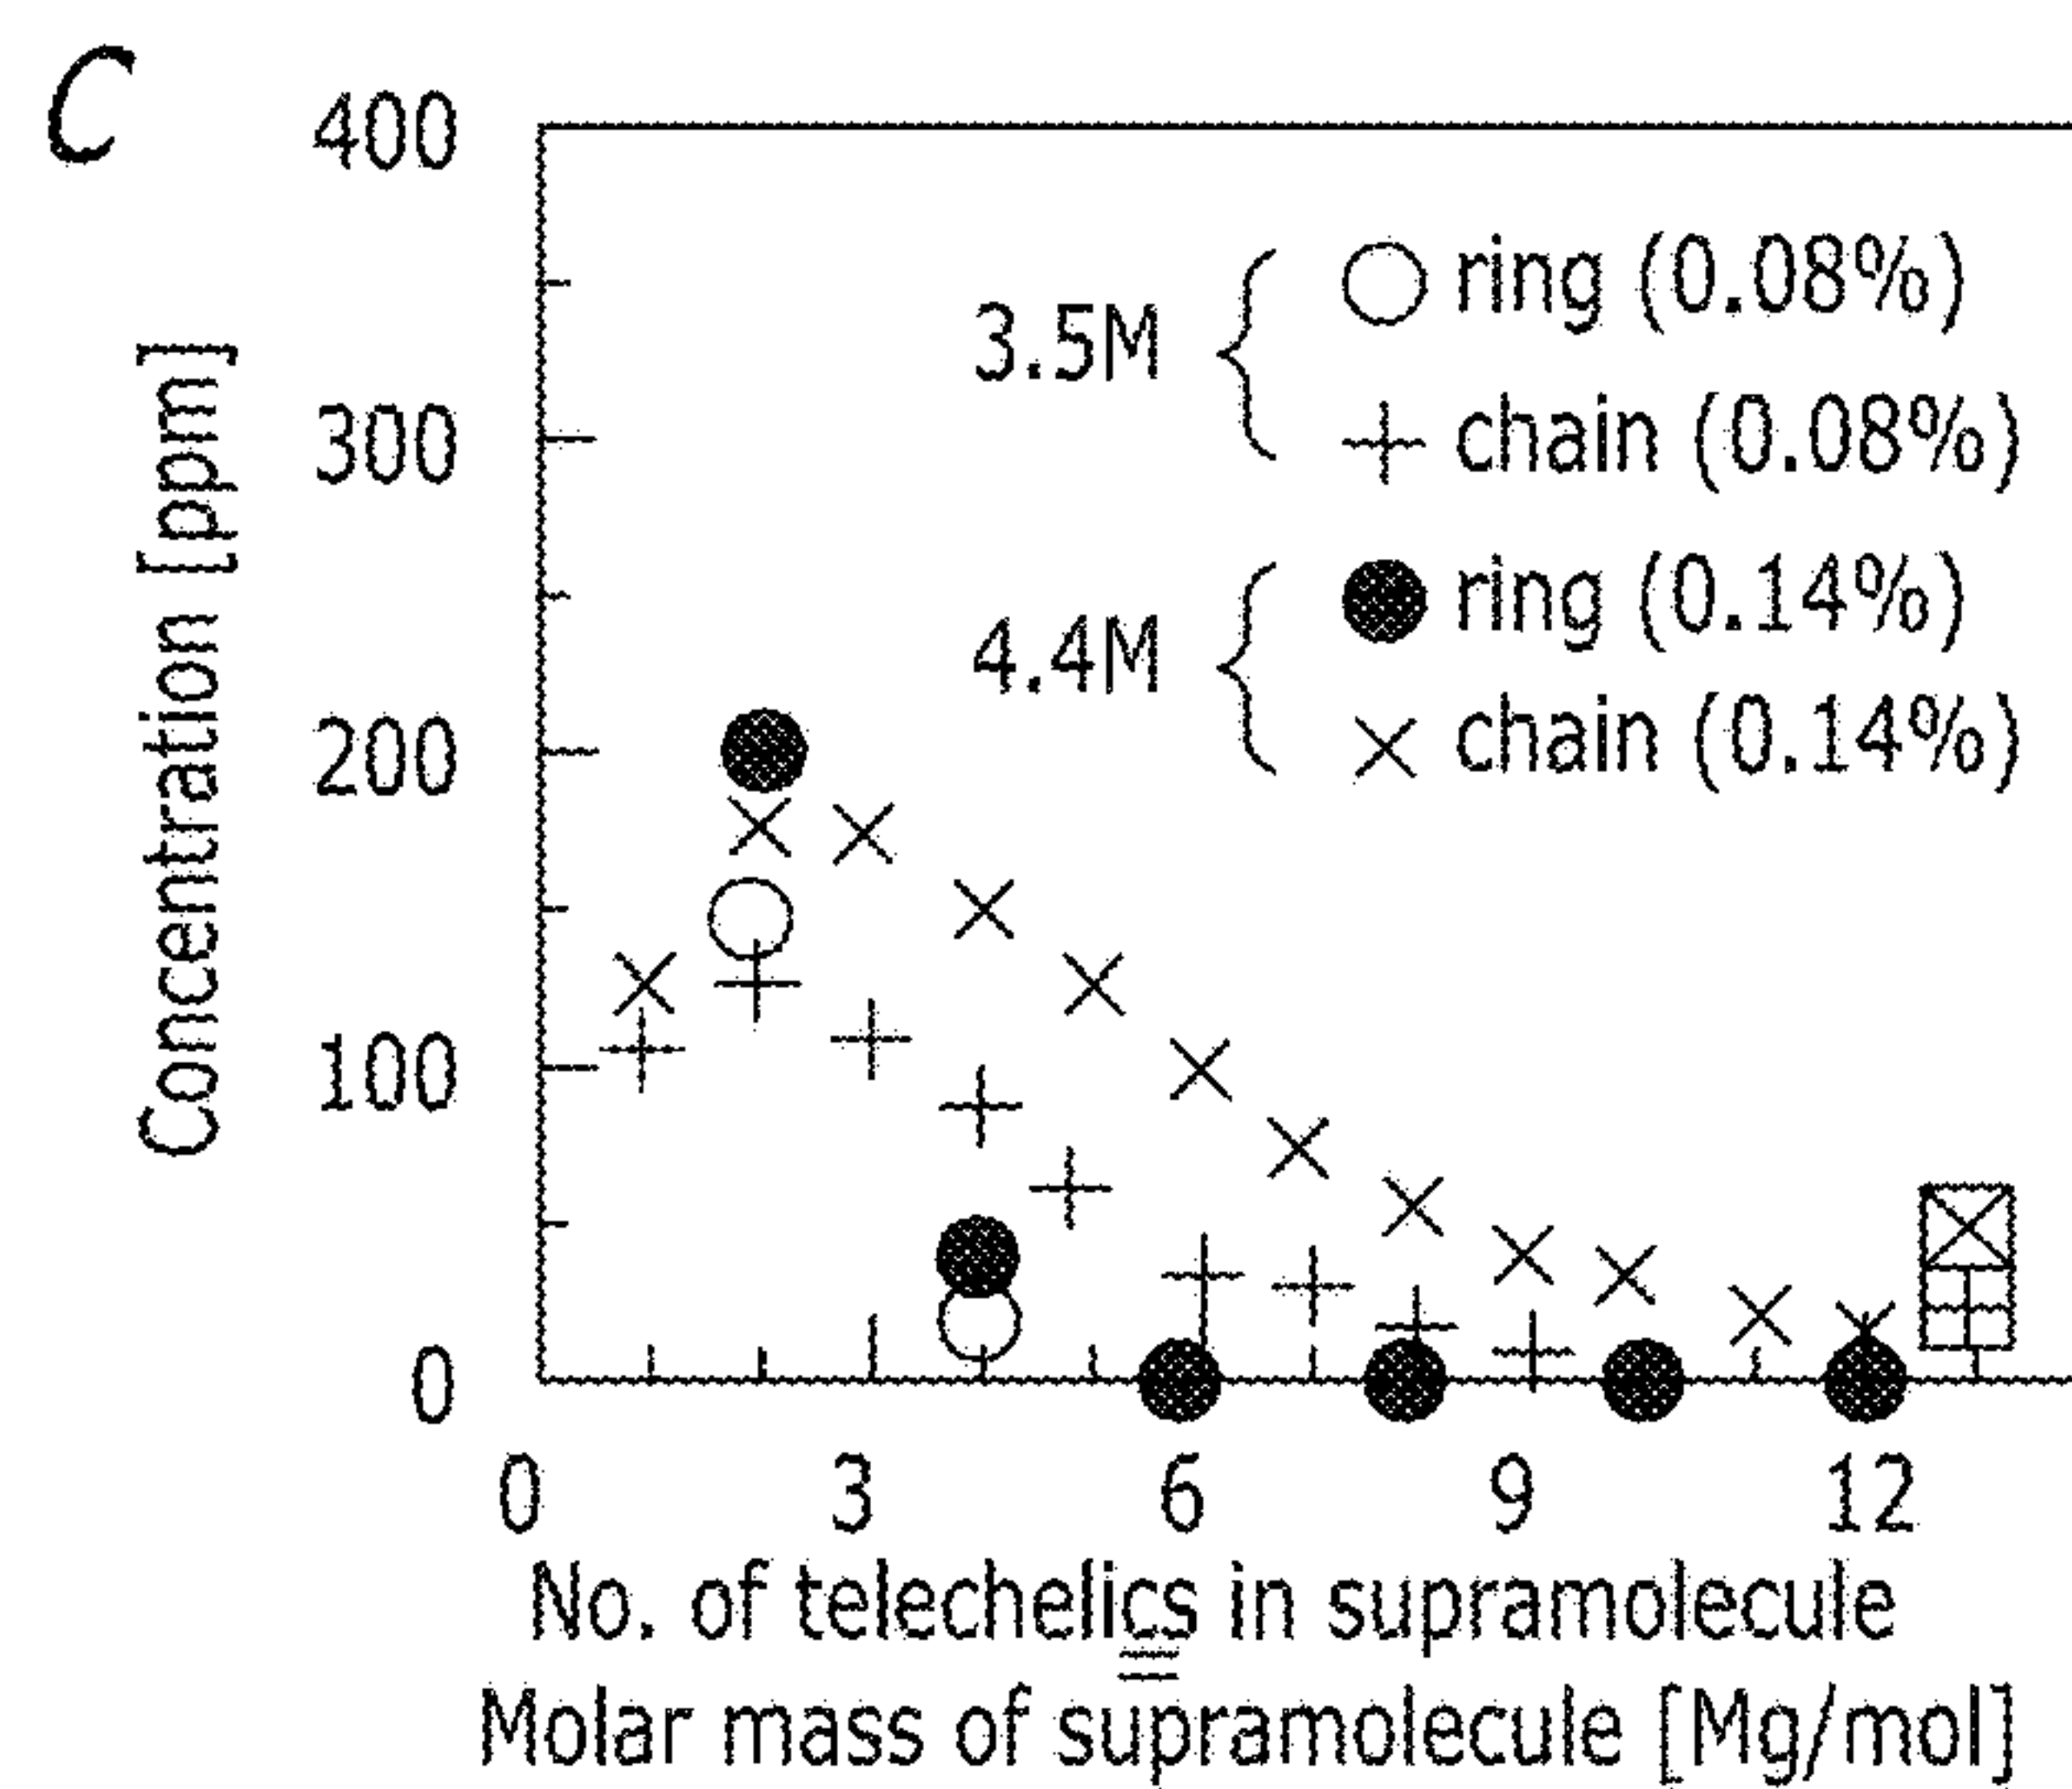 C
400
300
200
100
0
Concentration [ppm]
3.5M
ring (0.08%)
chain (0.08%)
4.4M
ring (0.14%)
chain (0.14%)
0 3 6 9 12
No. of telechelics in supramolecule
=
Molar mass of supramolecule [Mg/mol]